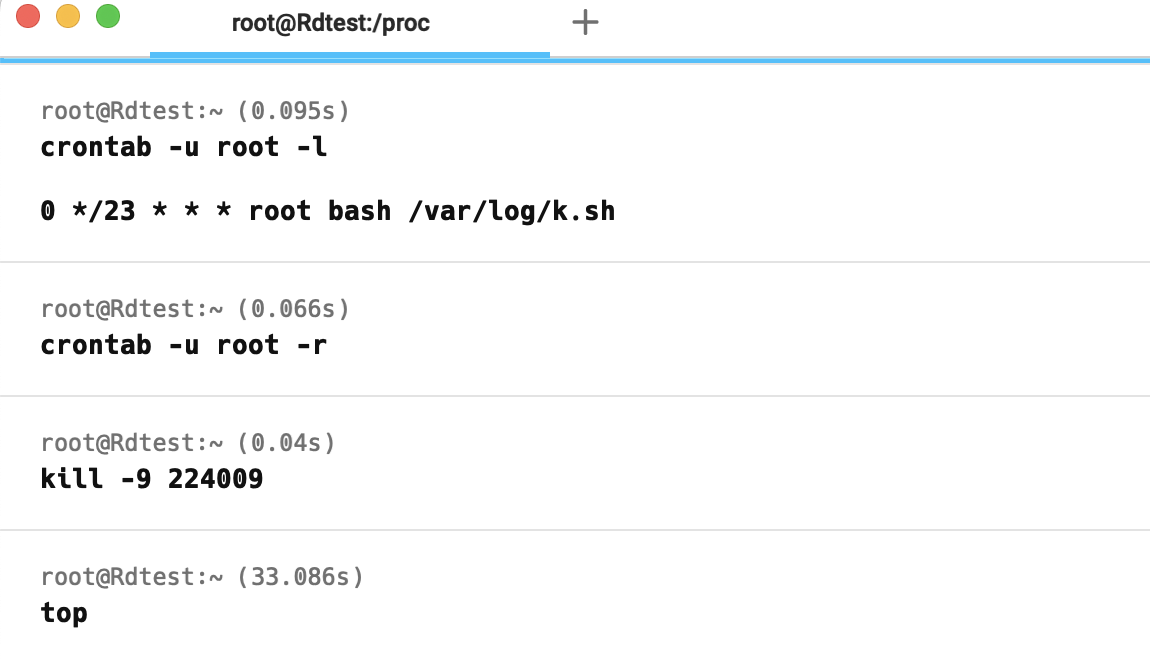 root@Rdtest:/proc
root@Rdtest:~ (0.095s)
crontab -u root -l
0 */23 * * * root bash /var/log/k.sh
root@Rdtest:~ (0.066s)
crontab -u root -r
root@Rdtest:~ (0.04s)
kill -9 224009
root@Rdtest:~ (33.086s)
top